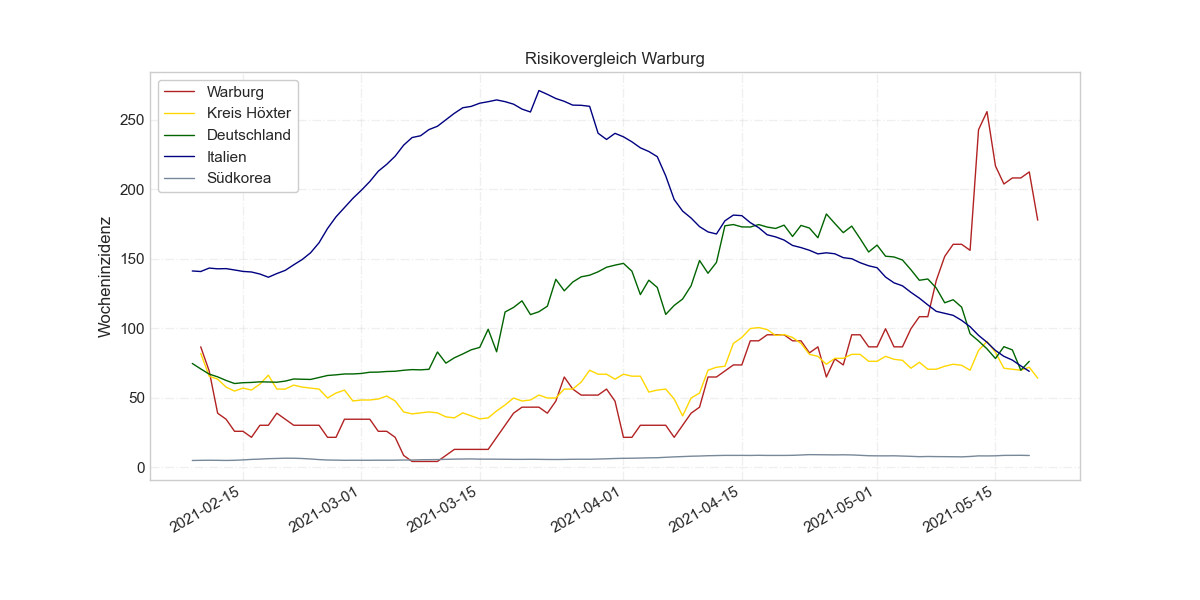 Risikovergleich Warburg
Warburg
Kreis Höxter
Deutschland
Italien
Südkorea
Wocheninzidenz
250
200
150
100
50
0
2021-02-15
2021-03-01
2021-03-15
2021-04-01
2021-04-15
2021-05-01
2021-05-15